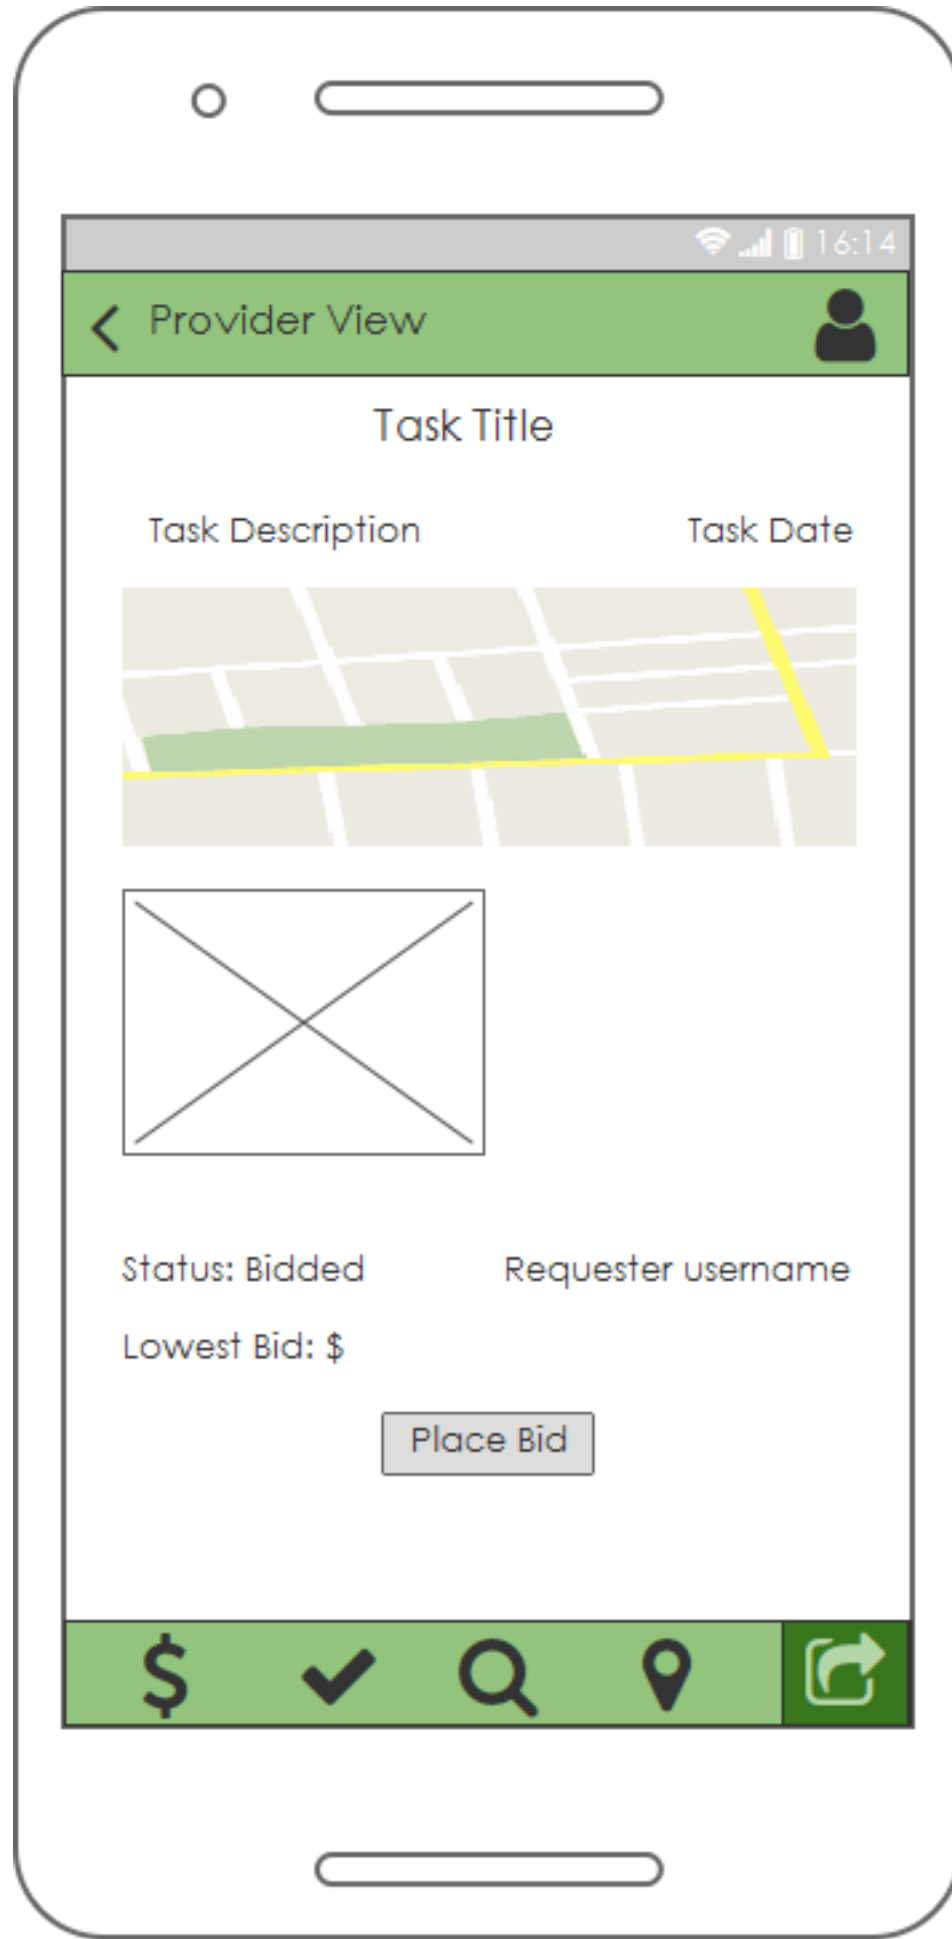 16:14
Provider View
Task Title
Task Description Task Date
Status: Bidded Requester username
Lowest Bid: $
Place Bid
$